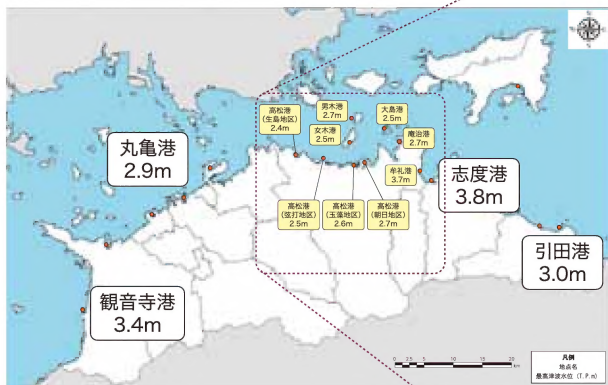 高松港
(生島地区)
2.4m
男木港
2.7m
女木港
2.5m
大島港
2.5m
庵治港
2.7m
牟礼港
3.7m
丸亀港
2.9m
志度港
3.8m
高松港
(弦打地区)
2.5m
高松港
(玉藻地区)
2.6m
高松港
(朝日地区)
2.7m
引田港
3.0m
観音寺港
3.4m
0 2.5 5 10 15 20
凡例
地点名
最高津波水位(T.P.m)